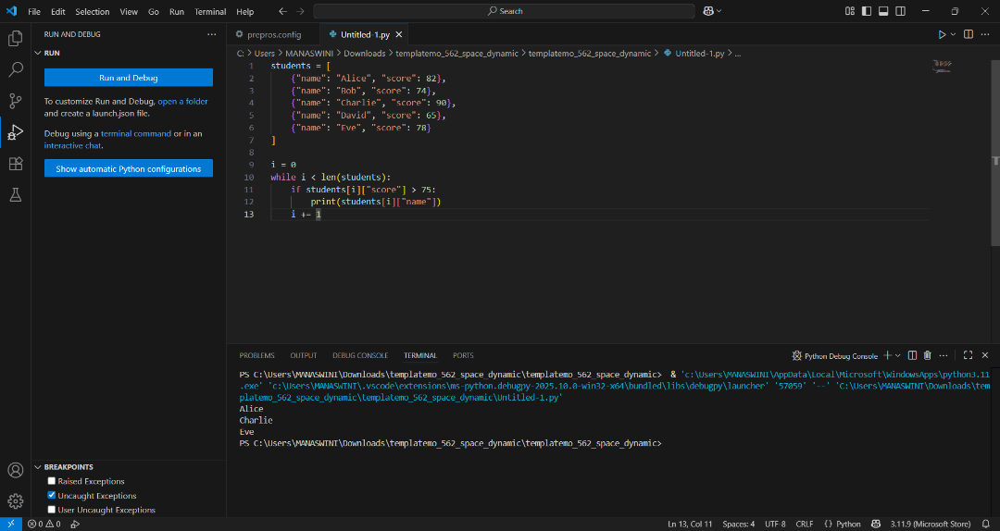 File Edit Selection View Go Run Terminal Help
Search
RUN AND DEBUG ...
RUN
Run and Debug
To customize Run and Debug, open a folder
and create a launch.json file.
Debug using a terminal command or in an
interactive chat.
Show automatic Python configurations
BREAKPOINTS
Raised Exceptions
Uncaught Exceptions
User Uncaught Exceptions
prepros.config
Untitled-1.py
C: > Users > MANASWINI > Downloads > templatemo_562_space_dynamic > templatemo_562_space_dynamic > Untitled-1.py > ...
1 students = [
2     {"name": "Alice", "score": 82},
3     {"name": "Bob", "score": 74},
4     {"name": "Charlie", "score": 90},
5     {"name": "David", "score": 65},
6     {"name": "Eve", "score": 78}
7 ]
8
9 i = 0
10 while i < len(students):
11     if students[i]["score"] > 75:
12         print(students[i]["name"])
13     i += 1
PROBLEMS OUTPUT DEBUG CONSOLE TERMINAL PORTS
Python Debug Console
PS C:\Users\MANASWINI\Downloads\templatemo_562_space_dynamic\templatemo_562_space_dynamic> & 'c:\Users\MANASWINI\AppData\Local\Microsoft\WindowsApps\python3.11
.exe' 'c:\Users\MANASWINI\.vscode\extensions\ms-python.debugpy-2025.10.0-win32-x64\bundled\libs\debugpy\launcher' '57059' '--' 'C:\Users\MANASWINI\Downloads\tem
platemo_562_space_dynamic\templatemo_562_space_dynamic\Untitled-1.py'
Alice
Charlie
Eve
PS C:\Users\MANASWINI\Downloads\templatemo_562_space_dynamic\templatemo_562_space_dynamic>
0 0
Ln 13, Col 11 Spaces: 4 UTF-8 CRLF {} Python 3.11.9 (Microsoft Store)